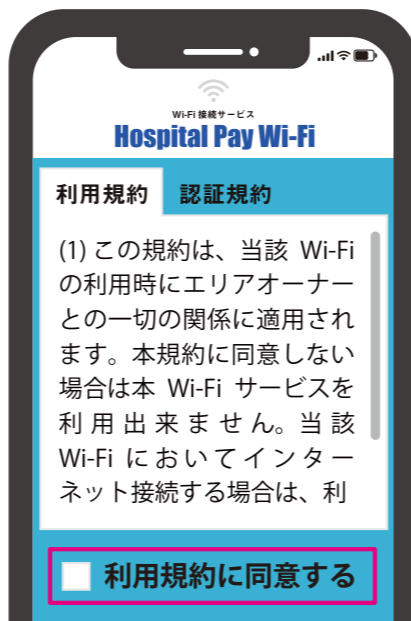 Wi-Fi 接続サービス
Hospital Pay Wi-Fi
利用規約 認証規約
(1) この規約は、当該 Wi-Fi
の利用時にエリアオーナー
との一切の関係に適用され
ます。本規約に同意しない
場合は本 Wi-Fi サービスを
利用出来ません。当該
Wi-Fi においてインター
ネット接続する場合は、利
利用規約に同意する